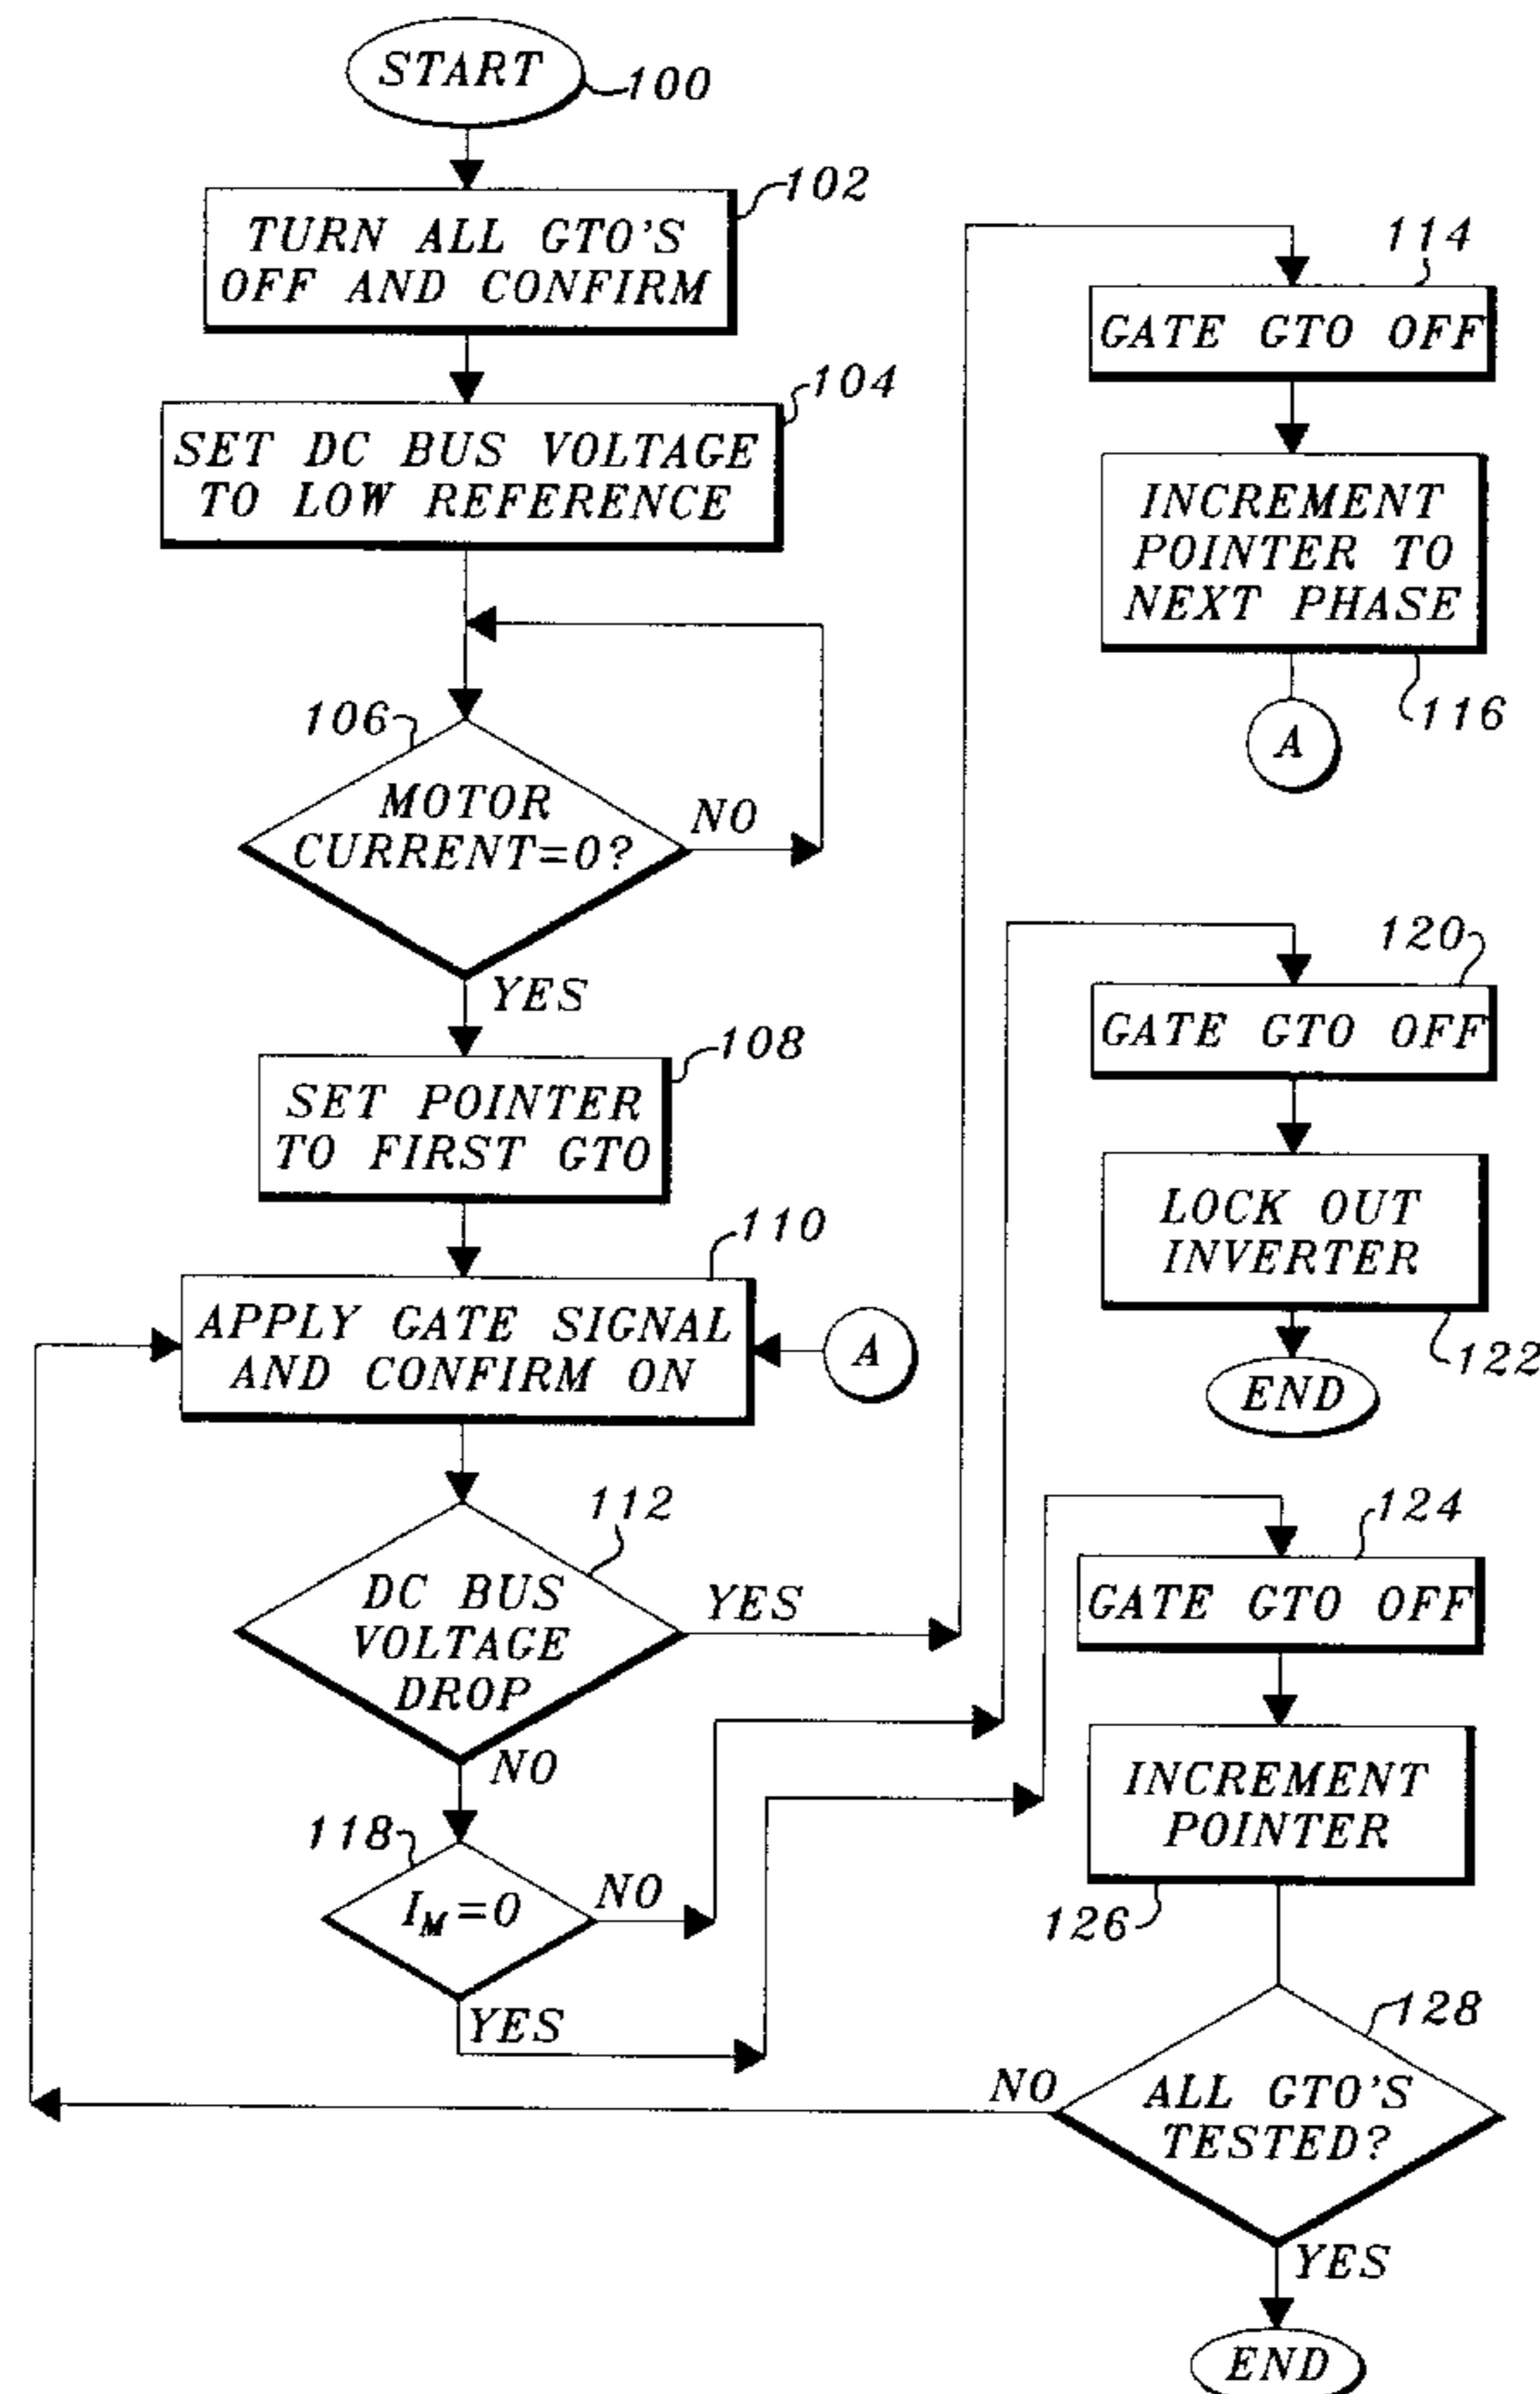 START
100
102
TURN ALL GTO'S
OFF AND CONFIRM
104
SET DC BUS VOLTAGE
TO LOW REFERENCE
106
MOTOR
CURRENT=0?
NO
YES
108
SET POINTER
TO FIRST GTO
110
APPLY GATE SIGNAL
AND CONFIRM ON
A
112
DC BUS
VOLTAGE
DROP
YES
NO
118
IM=0
NO
YES
114
GATE GTO OFF
INCREMENT
POINTER TO
NEXT PHASE
116
A
120
GATE GTO OFF
LOCK OUT
INVERTER
122
END
124
GATE GTO OFF
INCREMENT
POINTER
126
128
NO
ALL GTO'S
TESTED?
YES
END